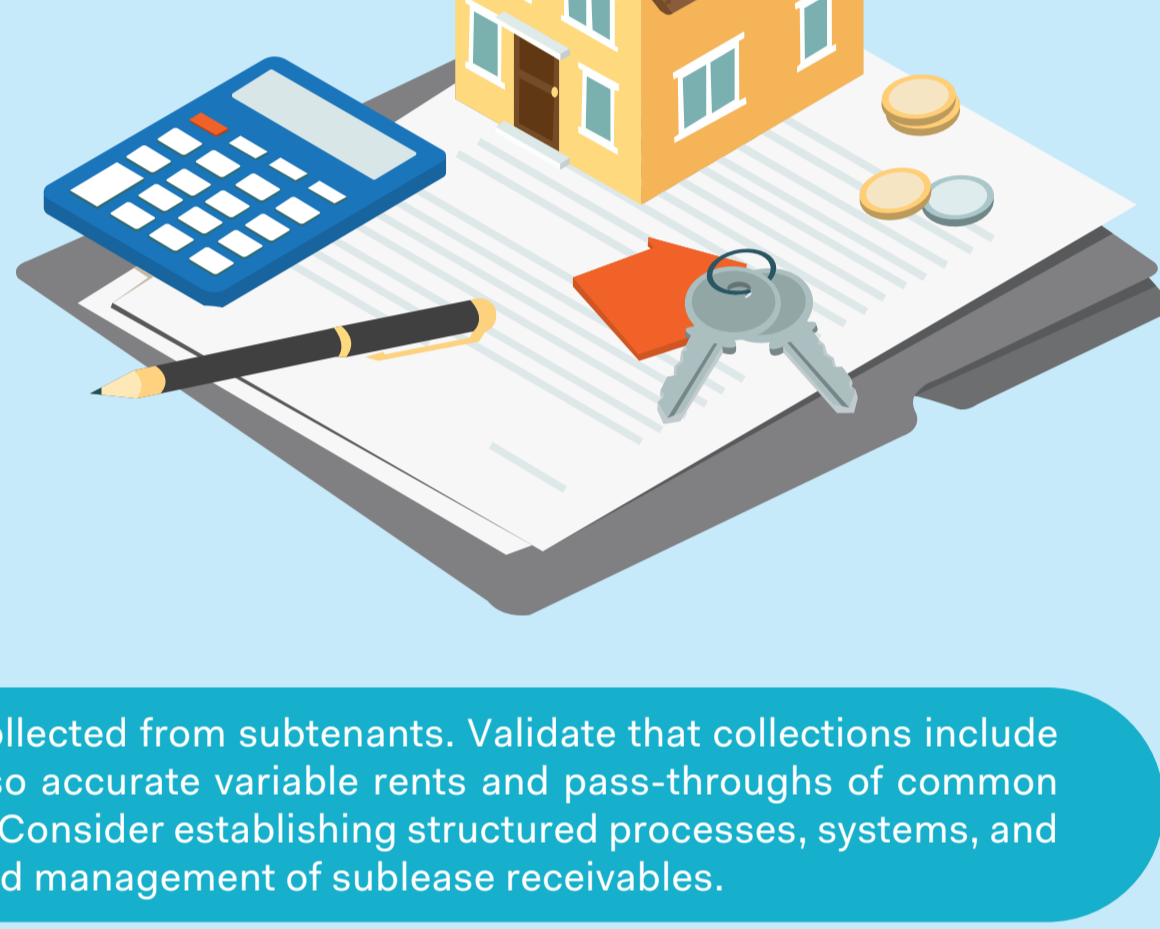 ollected from subtenants. Validate that collections include
so accurate variable rents and pass-throughs of common
Consider establishing structured processes, systems, and
d management of sublease receivables.